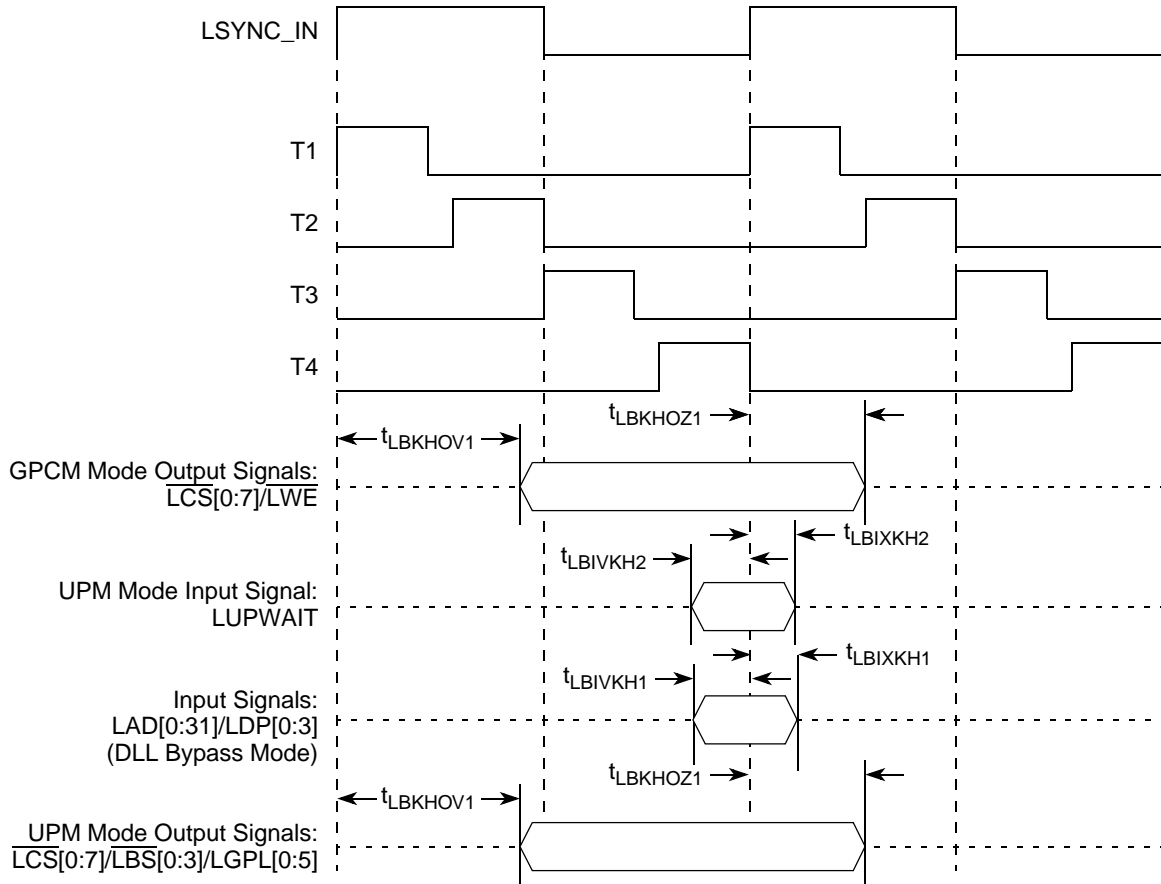 LSYNC_IN
T1
T2
T3
T4
tLBKHOZ1
tLBKHOV1
GPCM Mode Output Signals:
LCS[0:7]/LWE
tLBIXKH2
tLBIVKH2
UPM Mode Input Signal:
LUPWAIT
tLBIXKH1
tLBIVKH1
Input Signals:
LAD[0:31]/LDP[0:3]
(DLL Bypass Mode)
tLBKHOZ1
tLBKHOV1
UPM Mode Output Signals:
LCS[0:7]/LBS[0:3]/LGPL[0:5]